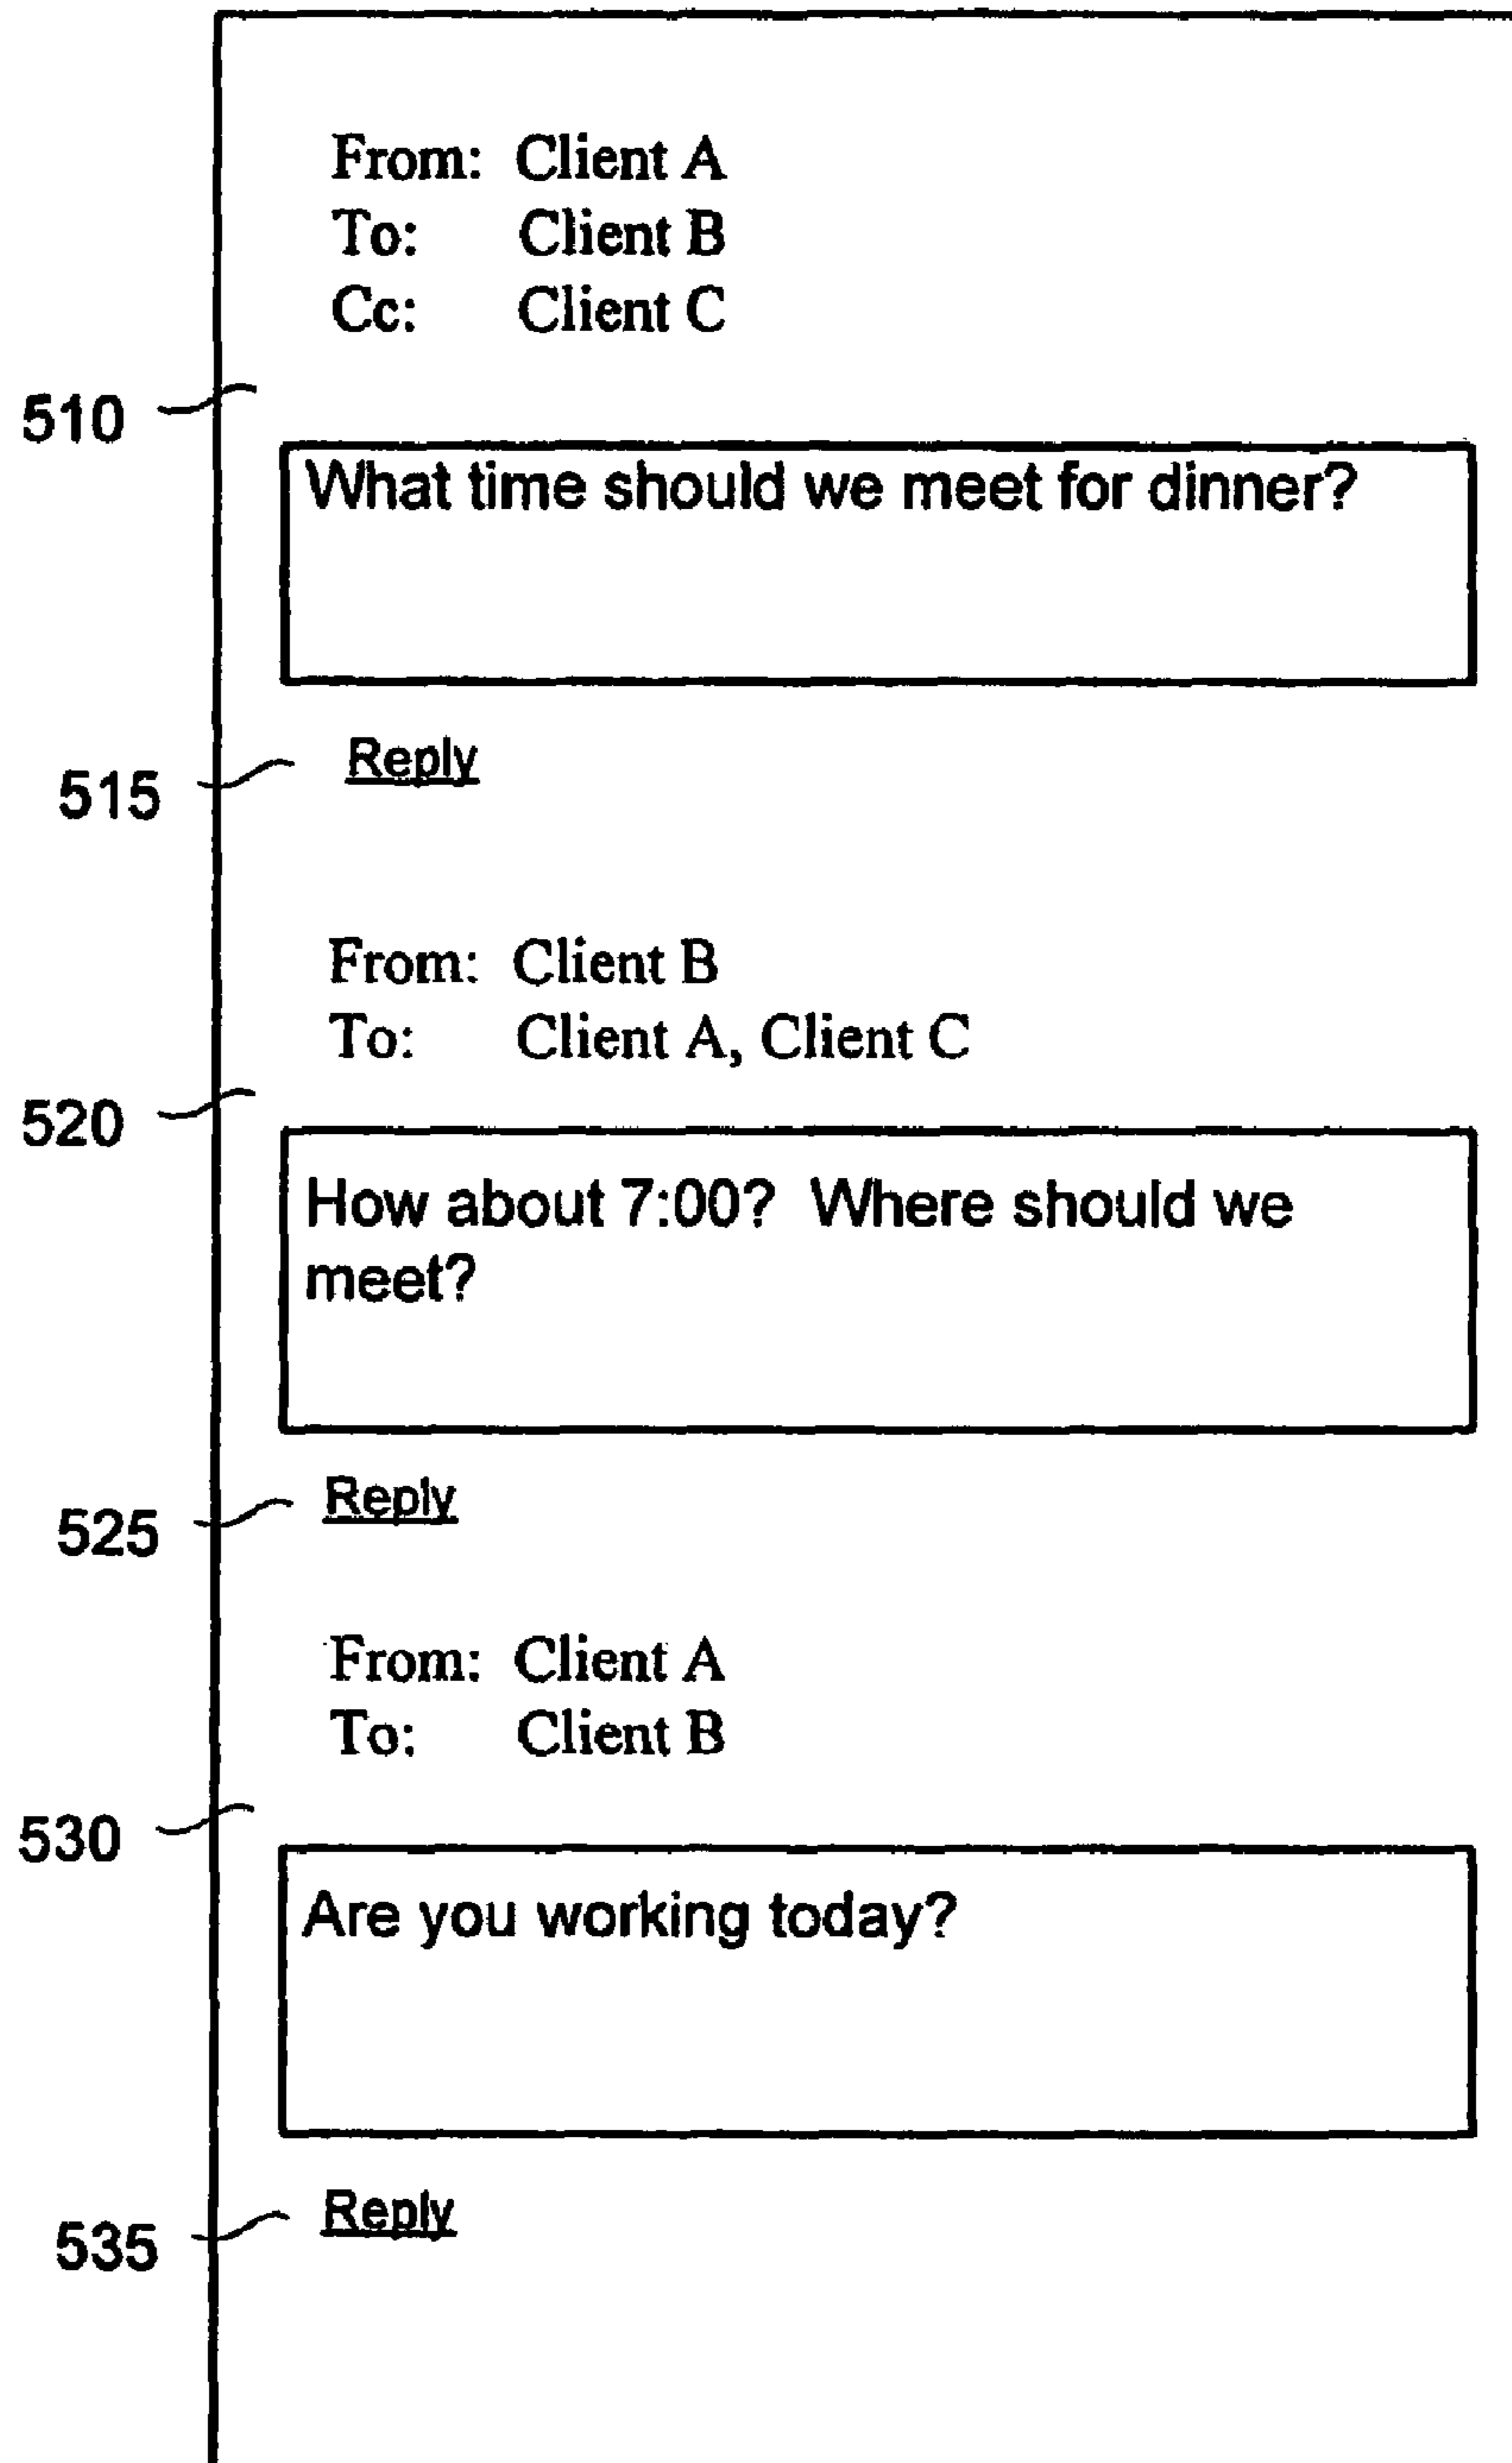 From: Client A
To: Client B
Cc: Client C
510
What time should we meet for dinner?
Reply
515
From: Client B
To: Client A, Client C
520
How about 7:00? Where should we
meet?
Reply
525
From: Client A
To: Client B
530
Are you working today?
Reply
535